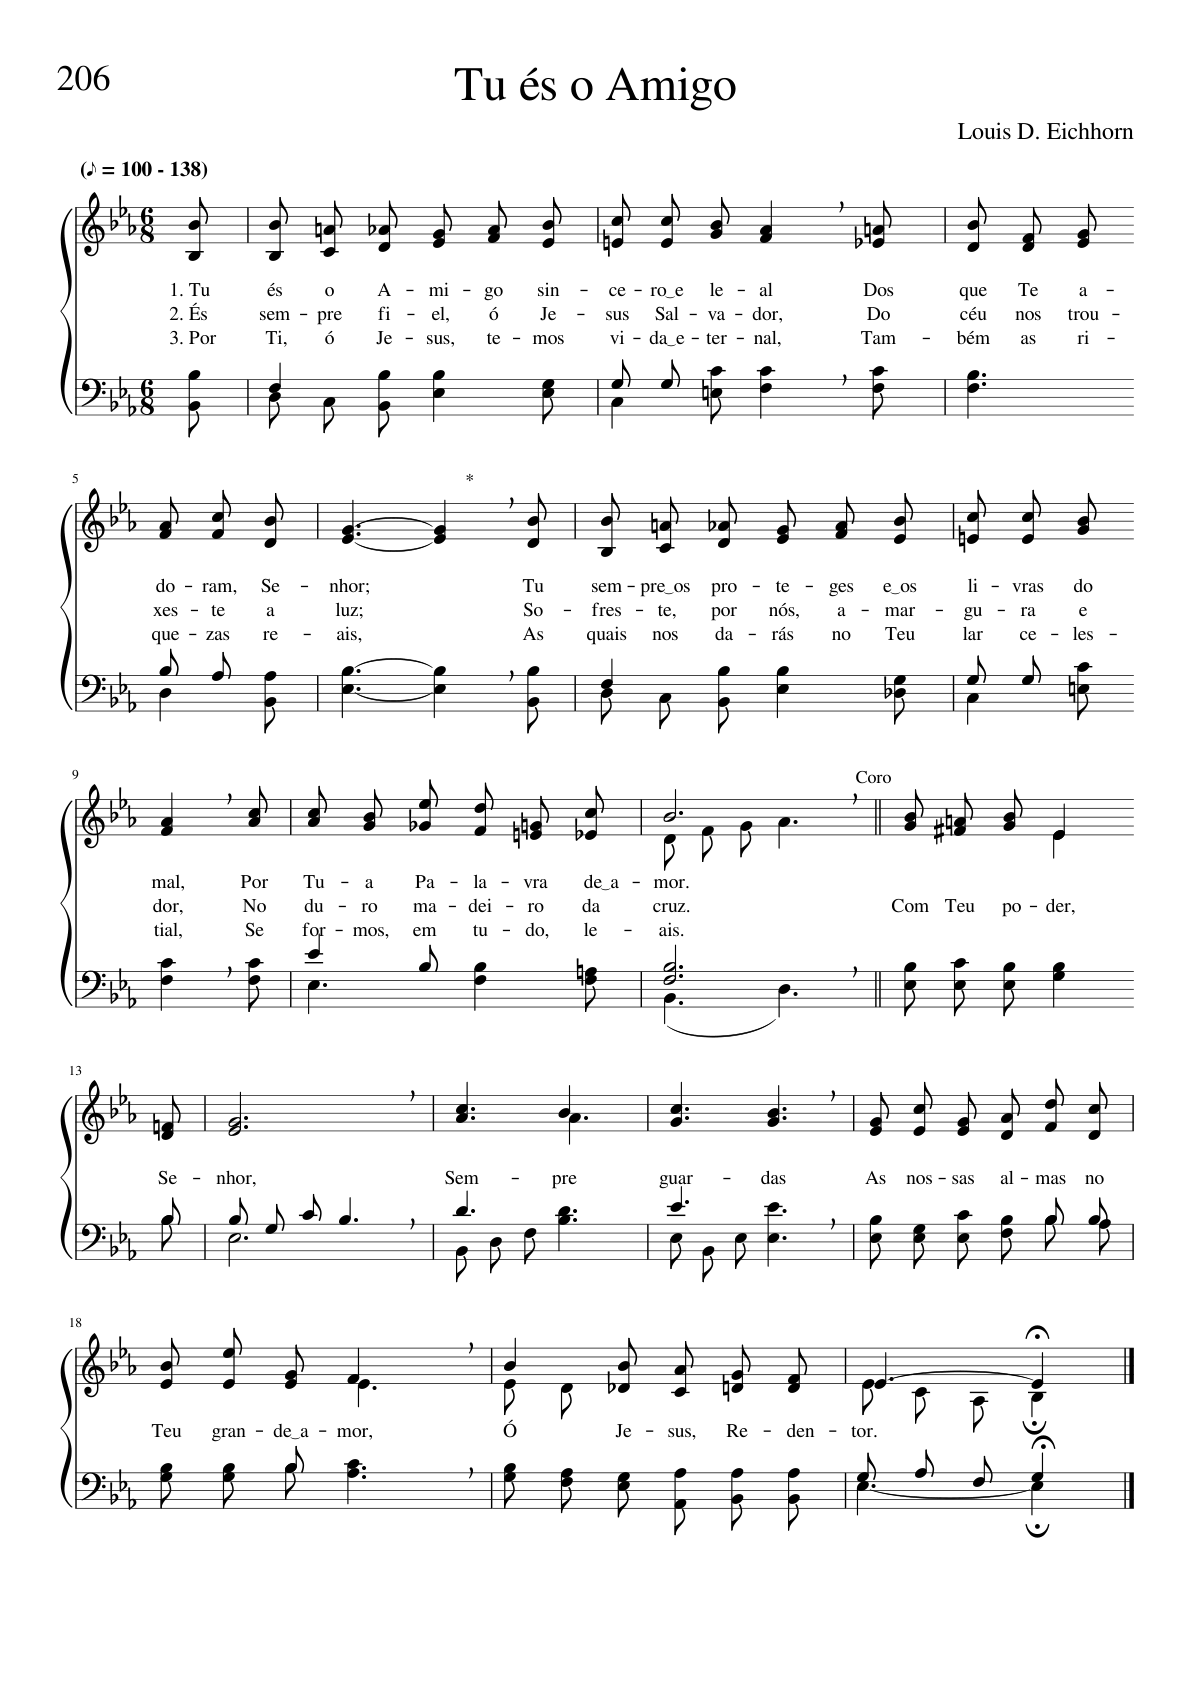 206
Tu és o Amigo
Louis D. Eichhorn
(♪ = 100 - 138)
1. Tu és o A – mi – go sin – ce – ro‿e le – al Dos que Te a –
2. És sem – pre fi – el, ó Je – sus Sal – va – dor, Do céu nos trou –
3. Por Ti, ó Je – sus, te – mos vi – da‿e – ter – nal, Tam – bém as ri –
5
*
do – ram, Se – nhor; Tu sem – pre‿os pro – te – ges e‿os li – vras do
xes – te a luz; So – fres – te, por nós, a – mar – gu – ra e
que – zas re – ais, As quais nos da – rás no Teu lar ce – les –
9
Coro
mal, Por Tu – a Pa – la – vra de‿a – mor.
dor, No du – ro ma – dei – ro da cruz. Com Teu po – der,
tial, Se for – mos, em tu – do, le – ais.
13
Se – nhor, Sem – pre guar – das As nos – sas al – mas no
18
Teu gran – de‿a – mor, Ó Je – sus, Re – den – tor.